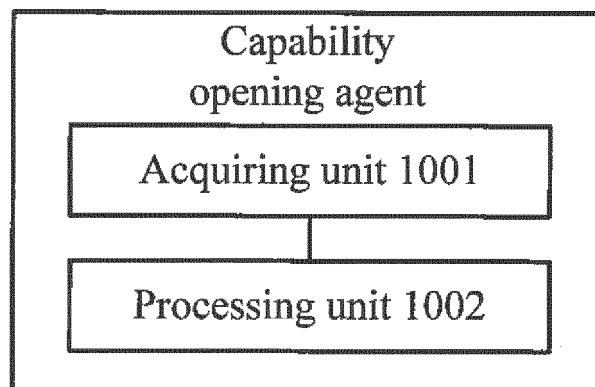 Capability
opening agent
Acquiring unit 1001
Processing unit 1002